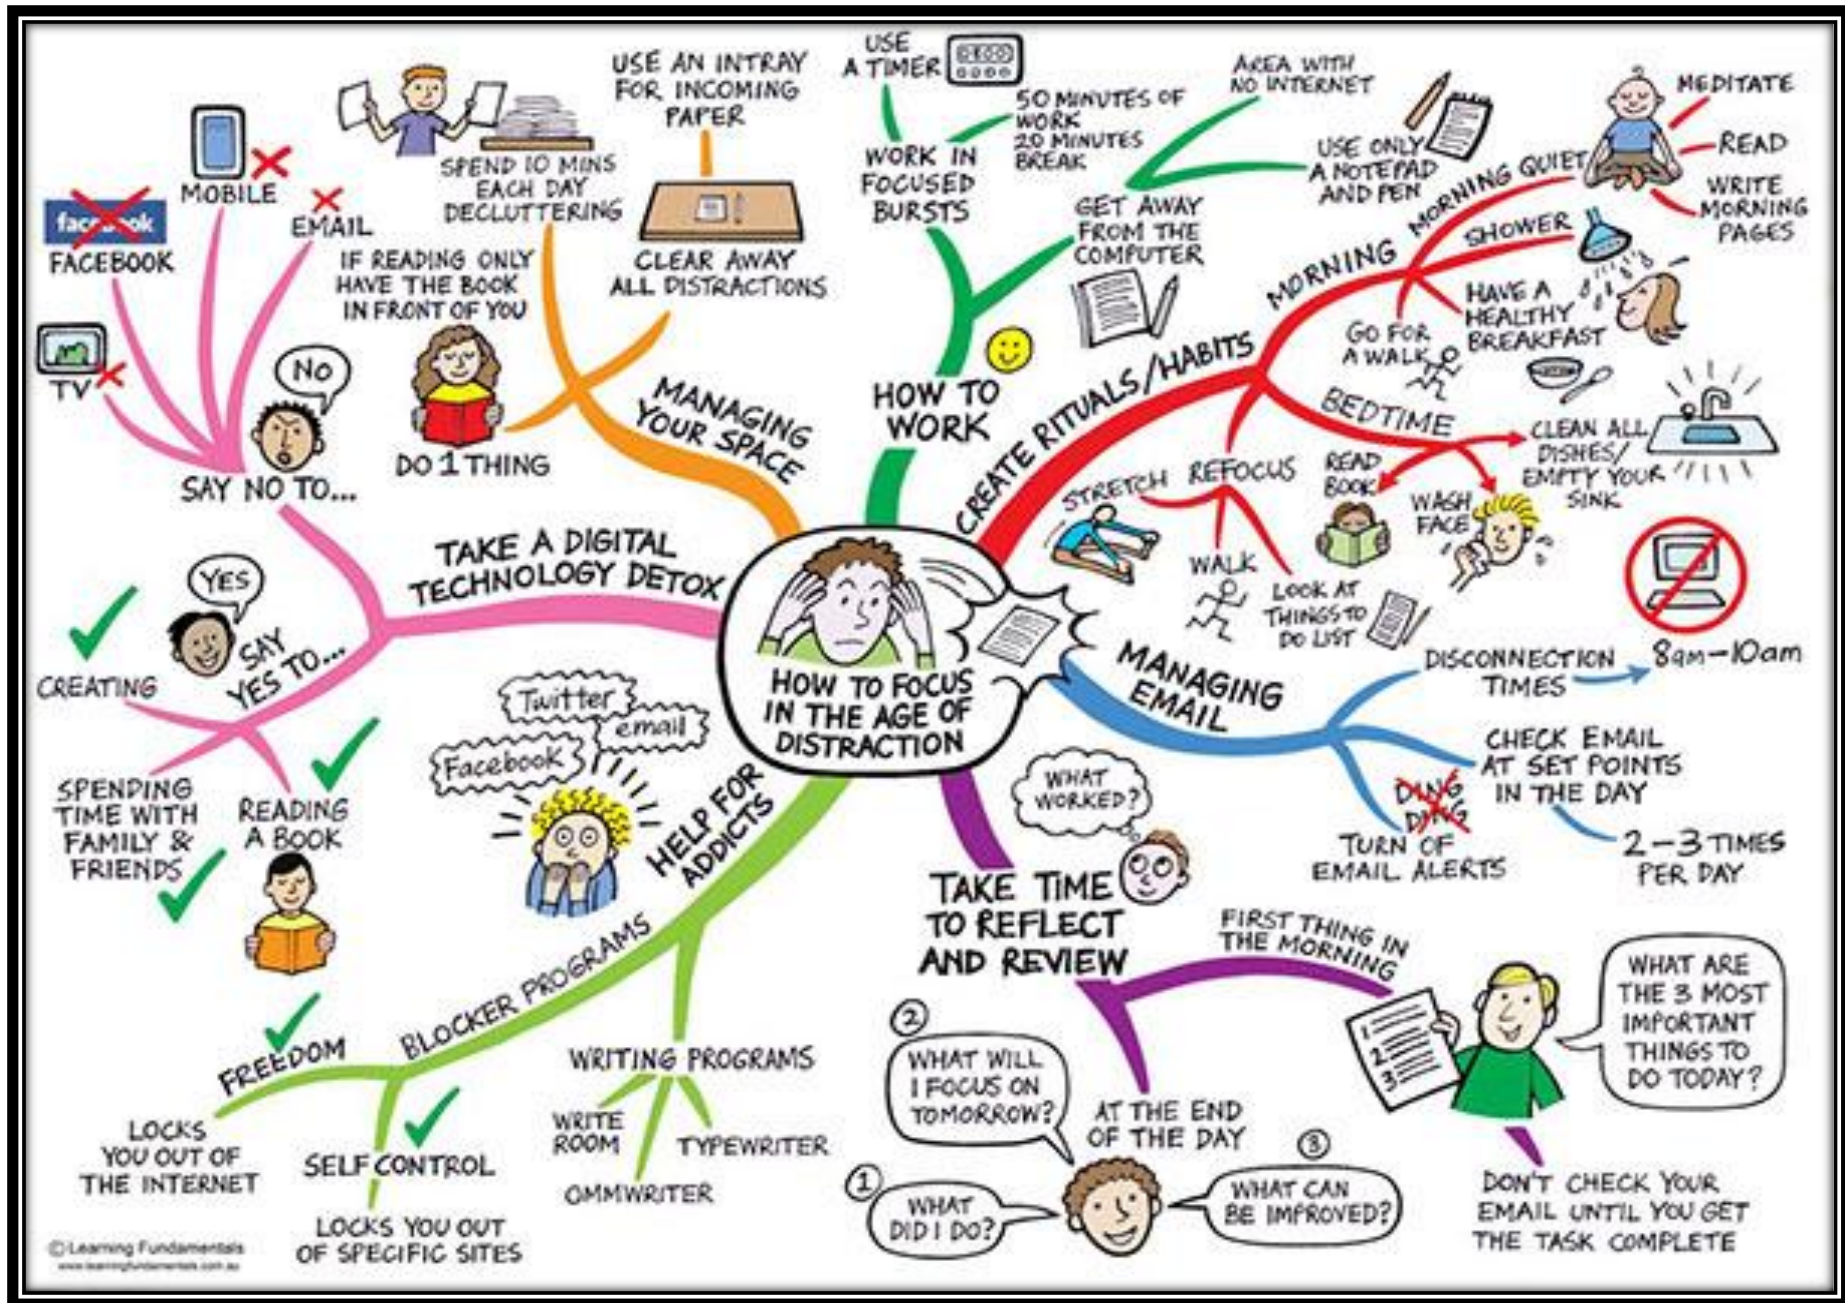 HOW TO FOCUS
IN THE AGE OF
DISTRACTION
HOW TO
WORK
WORK IN
FOCUSED
BURSTS
USE
A TIMER
50 MINUTES OF
WORK
20 MINUTES
BREAK
GET AWAY
FROM THE
COMPUTER
AREA WITH
NO INTERNET
USE ONLY
A NOTEPAD
AND PEN
CREATE RITUALS/HABITS
MORNING
MORNING QUIET
MEDITATE
READ
WRITE
MORNING
PAGES
SHOWER
HAVE A
HEALTHY
BREAKFAST
GO FOR
A WALK
BEDTIME
CLEAN ALL
DISHES/
EMPTY YOUR
SINK
WASH
FACE
READ
BOOK
REFOCUS
STRETCH
WALK
LOOK AT
THINGS TO
DO LIST
MANAGING
EMAIL
DISCONNECTION
TIMES
8am-10am
CHECK EMAIL
AT SET POINTS
IN THE DAY
2-3 TIMES
PER DAY
DING
DING
TURN OF
EMAIL ALERTS
TAKE TIME
TO REFLECT
AND REVIEW
WHAT
WORKED?
FIRST THING IN
THE MORNING
1
2
3
WHAT ARE
THE 3 MOST
IMPORTANT
THINGS TO
DO TODAY?
DON'T CHECK YOUR
EMAIL UNTIL YOU GET
THE TASK COMPLETE
AT THE END
OF THE DAY
1
WHAT
DID I DO?
2
WHAT WILL
I FOCUS ON
TOMORROW?
3
WHAT CAN
BE IMPROVED?
HELP FOR
ADDICTS
Twitter
email
Facebook
BLOCKER PROGRAMS
FREEDOM
LOCKS
YOU OUT OF
THE INTERNET
SELF CONTROL
LOCKS YOU OUT
OF SPECIFIC SITES
WRITING PROGRAMS
WRITE
ROOM
OMMWRITER
TYPEWRITER
TAKE A DIGITAL
TECHNOLOGY DETOX
SAY NO TO...
NO
TV
facebook
FACEBOOK
MOBILE
EMAIL
SAY
YES TO...
YES
CREATING
SPENDING
TIME WITH
FAMILY &
FRIENDS
READING
A BOOK
MANAGING
YOUR SPACE
SPEND 10 MINS
EACH DAY
DECLUTTERING
USE AN INTRAY
FOR INCOMING
PAPER
CLEAR AWAY
ALL DISTRACTIONS
IF READING ONLY
HAVE THE BOOK
IN FRONT OF YOU
DO 1 THING
© Learning Fundamentals
www.learningfundamentals.com.au